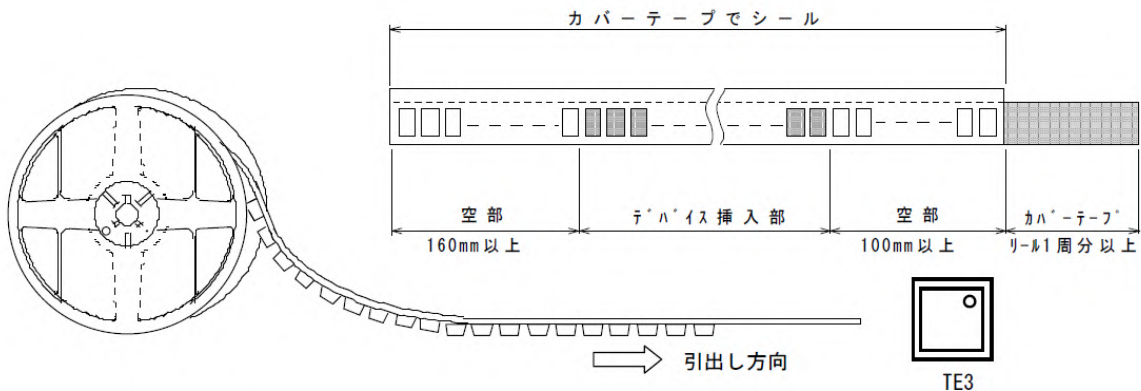 カバーテープでシール
空部
デバイス挿入部
空部
カバーテープ
160mm以上
100mm以上
リール1周分以上
引出し方向
TE3